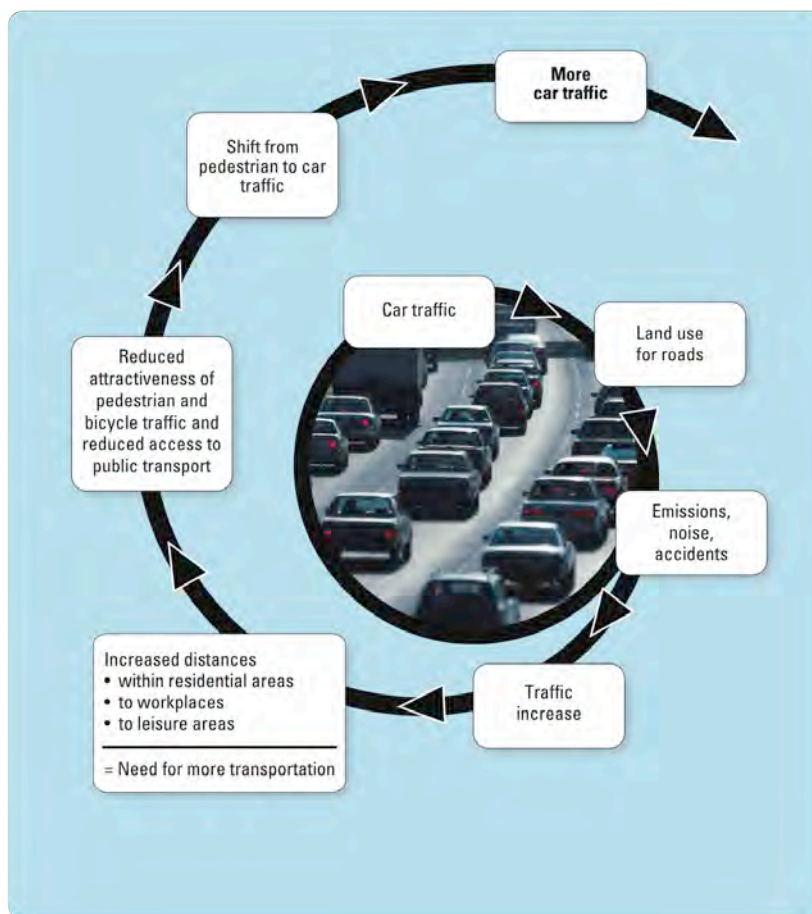 Car traffic
Land use
for roads
Emissions,
noise,
accidents
Traffic
increase
Increased distances
• within residential areas
• to workplaces
• to leisure areas
= Need for more transportation
Reduced
attractiveness of
pedestrian and
bicycle traffic and
reduced access to
public transport
Shift from
pedestrian to car
traffic
More
car traffic